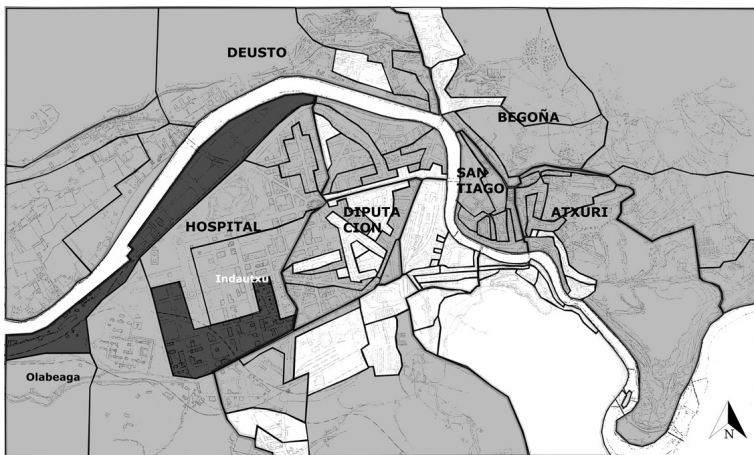 DEUSTO
BEGOÑA
SAN
TIAGO
HOSPITAL
DIPUTA
CION
ATXURI
Indautxu
Olabeaga
N